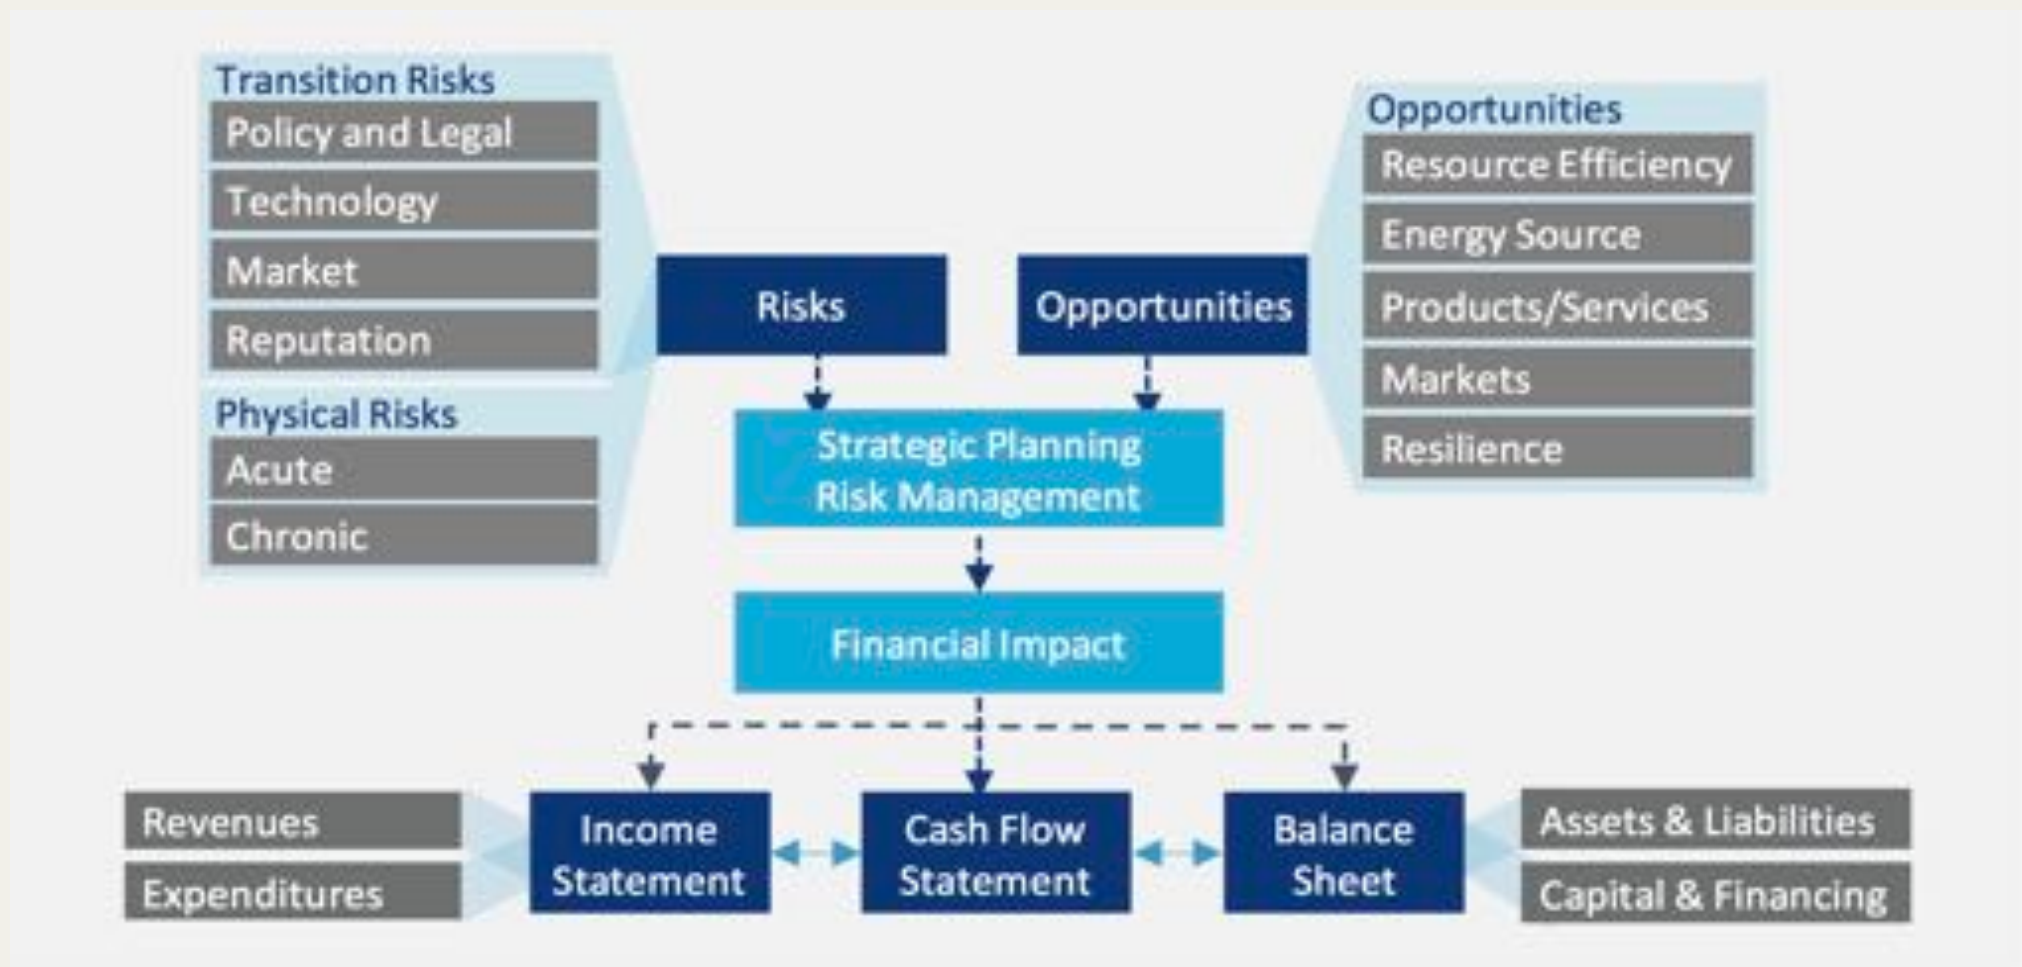 Transition Risks
Policy and Legal
Technology
Market
Reputation
Physical Risks
Acute
Chronic
Risks
Opportunities
Opportunities
Resource Efficiency
Energy Source
Products/Services
Markets
Resilience
Strategic Planning
Risk Management
Financial Impact
Revenues
Expenditures
Income
Statement
Cash Flow
Statement
Balance
Sheet
Assets & Liabilities
Capital & Financing